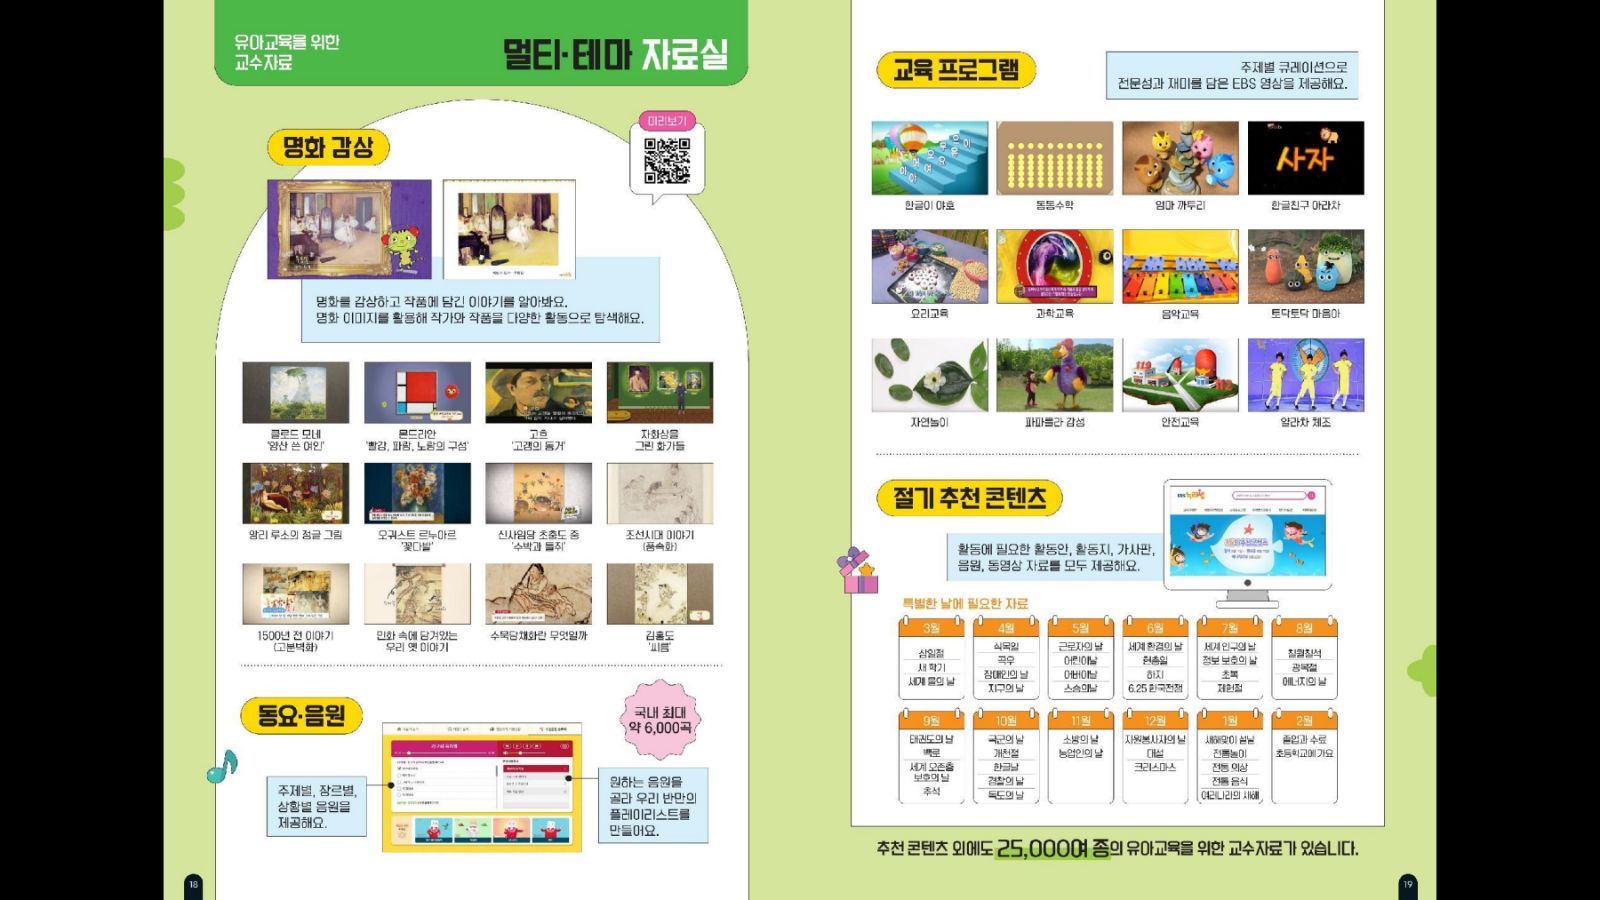 유아교육을 위한
교수자료
멀티·테마 자료실
명화 감상
미리보기
명화를 감상하고 작품에 담긴 이야기를 알아봐요.
명화 이미지를 활용해 작가와 작품을 다양한 활동으로 탐색해요.
클로드 모네
'양산 쓴 여인'
몬드리안
'빨강, 파랑, 노랑의 구성'
고흐
'고갱의 동거'
자화상을
그린 화가들
앙리 루소의 정글 그림
오귀스트 르누아르
'꽃다발'
신사임당 초충도 중
'수박과 들쥐'
조선시대 이야기
(풍속화)
1500년 전 이야기
(고분벽화)
민화 속에 담겨있는
우리 옛 이야기
수묵담채화란 무엇일까
김홍도
'씨름'
동요·음원
국내 최대
약 6,000곡
주제별, 장르별,
상황별 음원을
제공해요.
원하는 음원을
골라 우리 반만의
플레이리스트를
만들어요.
18
교육 프로그램
주제별 큐레이션으로
전문성과 재미를 담은 EBS 영상을 제공해요.
한글이 야호
동동수학
엄마 까투리
사자
한글친구 아라차
요리교육
과학교육
음악교육
토닥토닥 마음아
자연놀이
파파룰라 감성
119
안전교육
알라차 체조
절기 추천 콘텐츠
활동에 필요한 활동안, 활동지, 가사판,
음원, 동영상 자료를 모두 제공해요.
특별한 날에 필요한 자료
3월
삼일절
새 학기
세계 물의 날
4월
식목일
곡우
장애인의 날
지구의 날
5월
근로자의 날
어린이날
어버이날
스승의날
6월
세계 환경의 날
현충일
하지
6.25 한국전쟁
7월
세계 인구의 날
정보 보호의 날
초복
제헌절
8월
칠월칠석
광복절
에너지의 날
9월
태권도의 날
백로
세계 오존층
보호의 날
추석
10월
국군의 날
개천절
한글날
경찰의 날
독도의 날
11월
소방의 날
농업인의 날
12월
자원봉사자의 날
대설
크리스마스
1월
새해맞이 설날
전통놀이
전통 의상
전통 음식
여러나라의 새해
2월
졸업과 수료
초등학교에 가요
추천 콘텐츠 외에도 25,000여 종의 유아교육을 위한 교수자료가 있습니다.
19